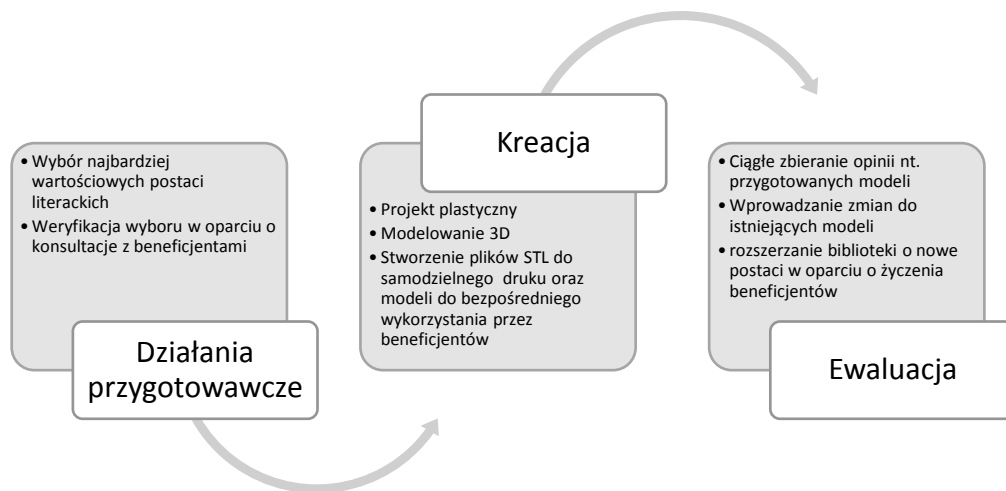 • Wybór najbardziej
wartościowych postaci
literackich
• Weryfikacja wyboru w oparciu o
konsultacje z beneficjentami
Działania
przygotowawcze
Kreacja
• Projekt plastyczny
• Modelowanie 3D
• Stworzenie plików STL do
samodzielnego druku oraz
modeli do bezpośredniego
wykorzystania przez
beneficjentów
• Ciągłe zbieranie opinii nt.
przygotowanych modeli
• Wprowadzanie zmian do
istniejących modeli
• rozszerzanie biblioteki o nowe
postaci w oparciu o życzenia
beneficjentów
Ewaluacja